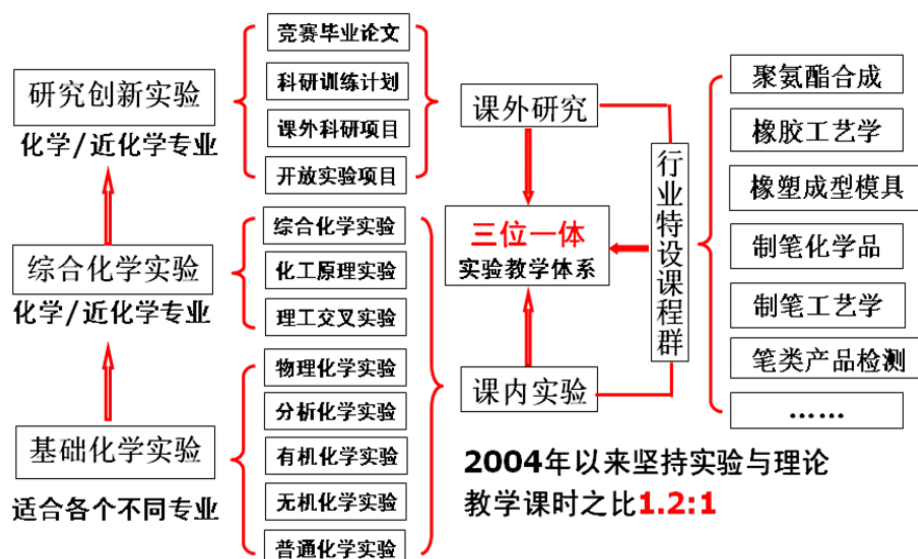 研究创新实验
化学/近化学专业
综合化学实验
化学/近化学专业
基础化学实验
适合各个不同专业
竞赛毕业论文
科研训练计划
课外科研项目
开放实验项目
综合化学实验
化工原理实验
理工交叉实验
物理化学实验
分析化学实验
有机化学实验
无机化学实验
普通化学实验
课外研究
三位一体
实验教学体系
课内实验
行业特设课程群
聚氨酯合成
橡胶工艺学
橡塑成型模具
制笔化学品
制笔工艺学
笔类产品检测
……
2004年以来坚持实验与理论
教学课时之比1.2:1